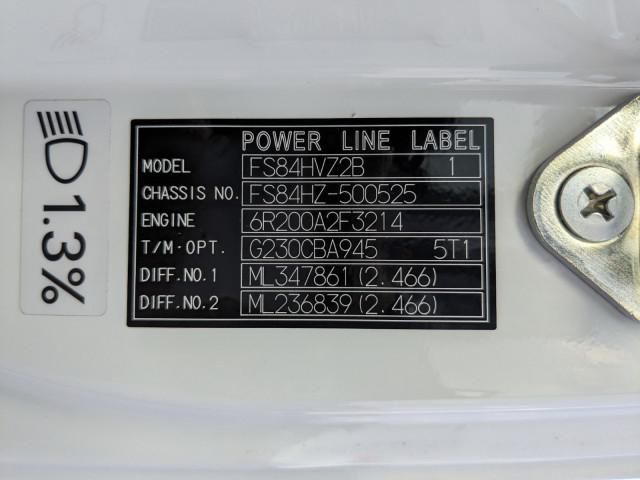 POWER LINE LABEL
MODEL FS84HVZ2B 1
CHASSIS NO. FS84HZ-500525
ENGINE 6R200A2F3214
T/M·OPT. G230CBA945 5T1
DIFF.NO.1 ML347861(2.466)
DIFF.NO.2 ML236839(2.466)
1.3%